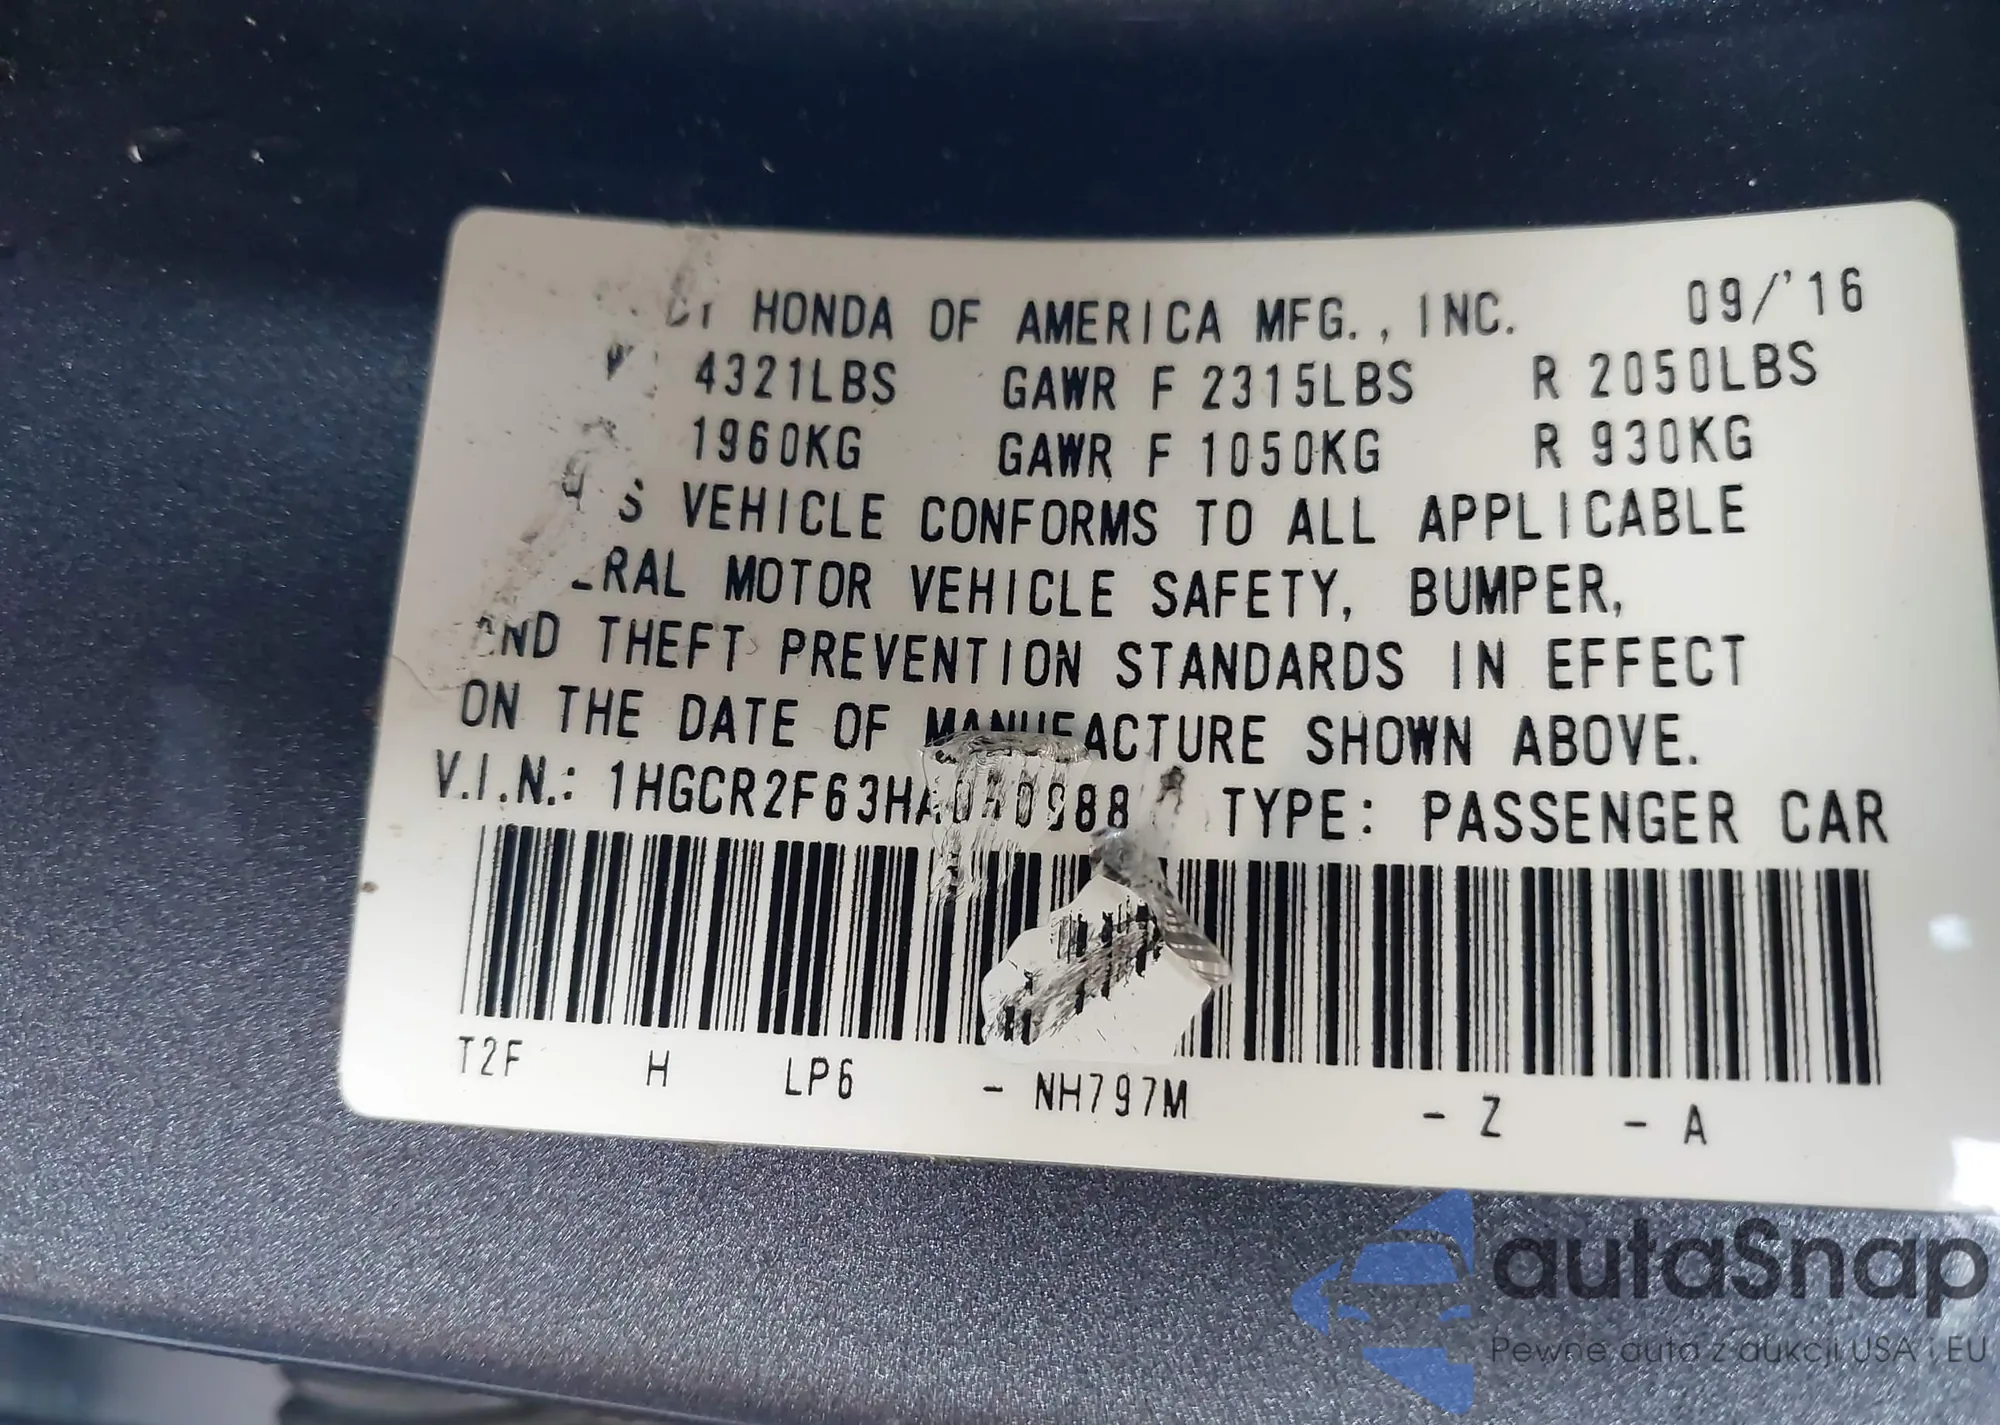 HONDA OF AMERICA MFG., INC. 09/'16
4321LBS GAWR F 2315LBS R 2050LBS
1960KG GAWR F 1050KG R 930KG
VEHICLE CONFORMS TO ALL APPLICABLE
MOTOR VEHICLE SAFETY, BUMPER,
AND THEFT PREVENTION STANDARDS IN EFFECT
ON THE DATE OF MANUFACTURE SHOWN ABOVE.
V.I.N.: TYPE: PASSENGER CAR
T2F H LP6 - NH797M - Z - A
autaSnap
Pewne auta z aukcji USA i EU